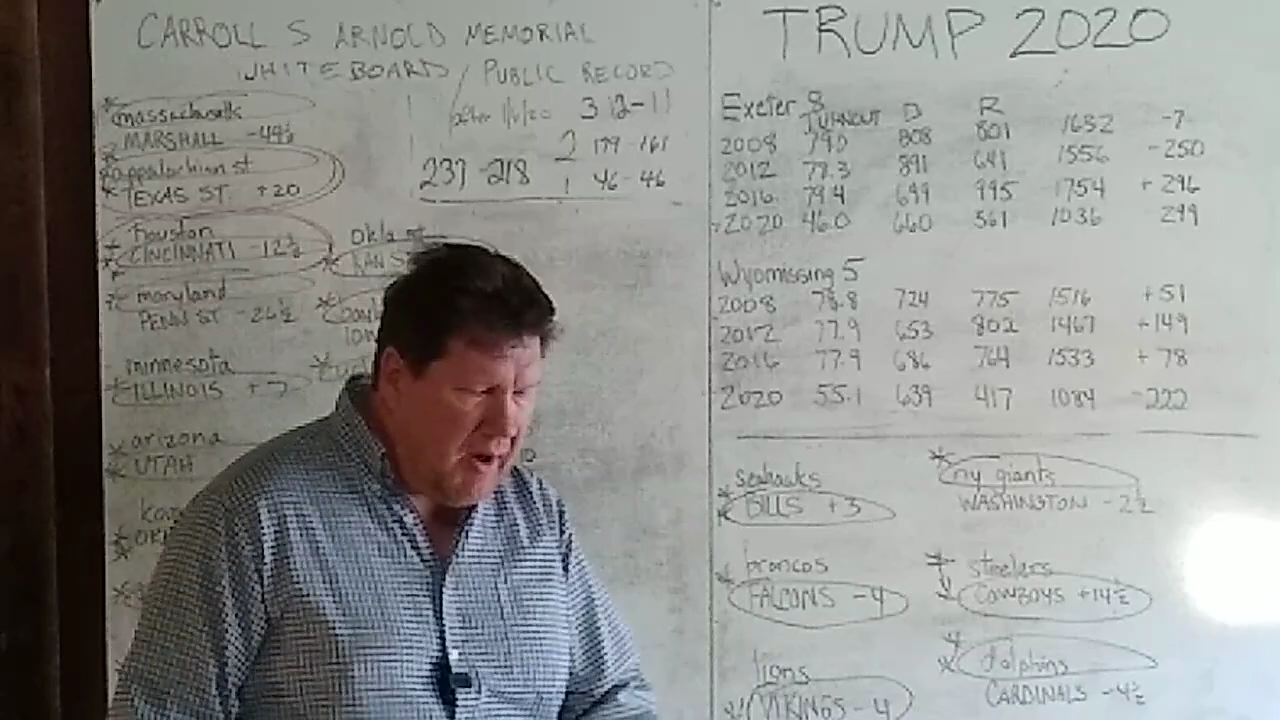 CARROLL S ARNOLD MEMORIAL
WHITEBOARD / PUBLIC RECORD
massachusetts
MARSHALL
appalachian st
TEXAS ST. +20
houston
CINCINNATI -12½
maryland
PENN ST -26½
minnesota
ILLINOIS +7
arizona
UTAH
after 3 12-11
2 179-161
237-218 1 46-46
okla st
TRUMP 2020
Exeter 8 TURNOUT D R
2008 79.0 808 801 1632 -7
2012 77.3 891 641 1556 -250
2016 79.4 699 995 1754 +296
2020 46.0 660 361 1036 299
Wyomissing 5
2008 724 775 1516 +51
2012 77.9 653 802 1467 +149
2016 77.9 686 764 1533 +78
2020 55.1 639 417 1084 -222
seahawks
BILLS +3
broncos
FALCONS -4
lions
VIKINGS -4
ny giants
WASHINGTON -2½
steelers
COWBOYS +14½
dolphins
CARDINALS -4½